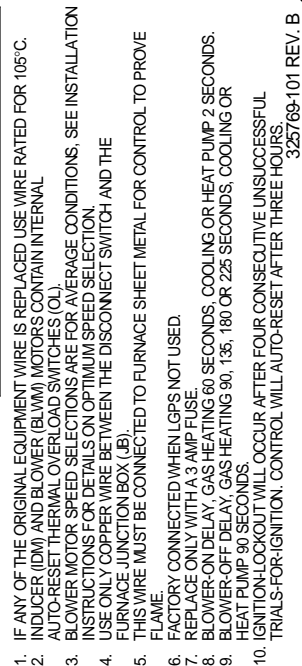 1. IF ANY OF THE ORIGINAL EQUIPMENT WIRE IS REPLACED USE WIRE RATED FOR 105°C.
2. INDUCER (IDM) AND BLOWER (BLWM) MOTORS CONTAIN INTERNAL
AUTO-RESET THERMAL OVERLOAD SWITCHES (OL).
3. BLOWER MOTOR SPEED SELECTIONS ARE FOR AVERAGE CONDITIONS, SEE INSTALLATION
INSTRUCTIONS FOR DETAILS ON OPTIMUM SPEED SELECTION.
4. USE ONLY COPPER WIRE BETWEEN THE DISCONNECT SWITCH AND THE
FURNACE JUNCTION BOX (JB).
5. THIS WIRE MUST BE CONNECTED TO FURNACE SHEET METAL FOR CONTROL TO PROVE
FLAME.
6. FACTORY CONNECTED WHEN LGPS NOT USED.
7. REPLACE ONLY WITH A 3 AMP FUSE.
8. BLOWER-ON DELAY, GAS HEATING 60 SECONDS, COOLING OR HEAT PUMP 2 SECONDS.
9. BLOWER-OFF DELAY, GAS HEATING 90, 135, 180 OR 225 SECONDS, COOLING OR
HEAT PUMP 90 SECONDS.
10. IGNITION-LOCKOUT WILL OCCUR AFTER FOUR CONSECUTIVE UNSUCCESSFUL
TRIALS-FOR-IGNITION. CONTROL WILL AUTO-RESET AFTER THREE HOURS.
325769-101 REV. B